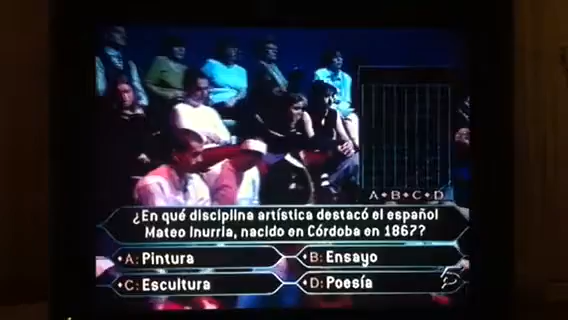 A◆B◆C◆D
¿En qué disciplina artística destacó el español
Mateo Inurria, nacido en Córdoba en 1867?
◆A: Pintura
◆B: Ensayo
◆C: Escultura
◆D: Poesía
5